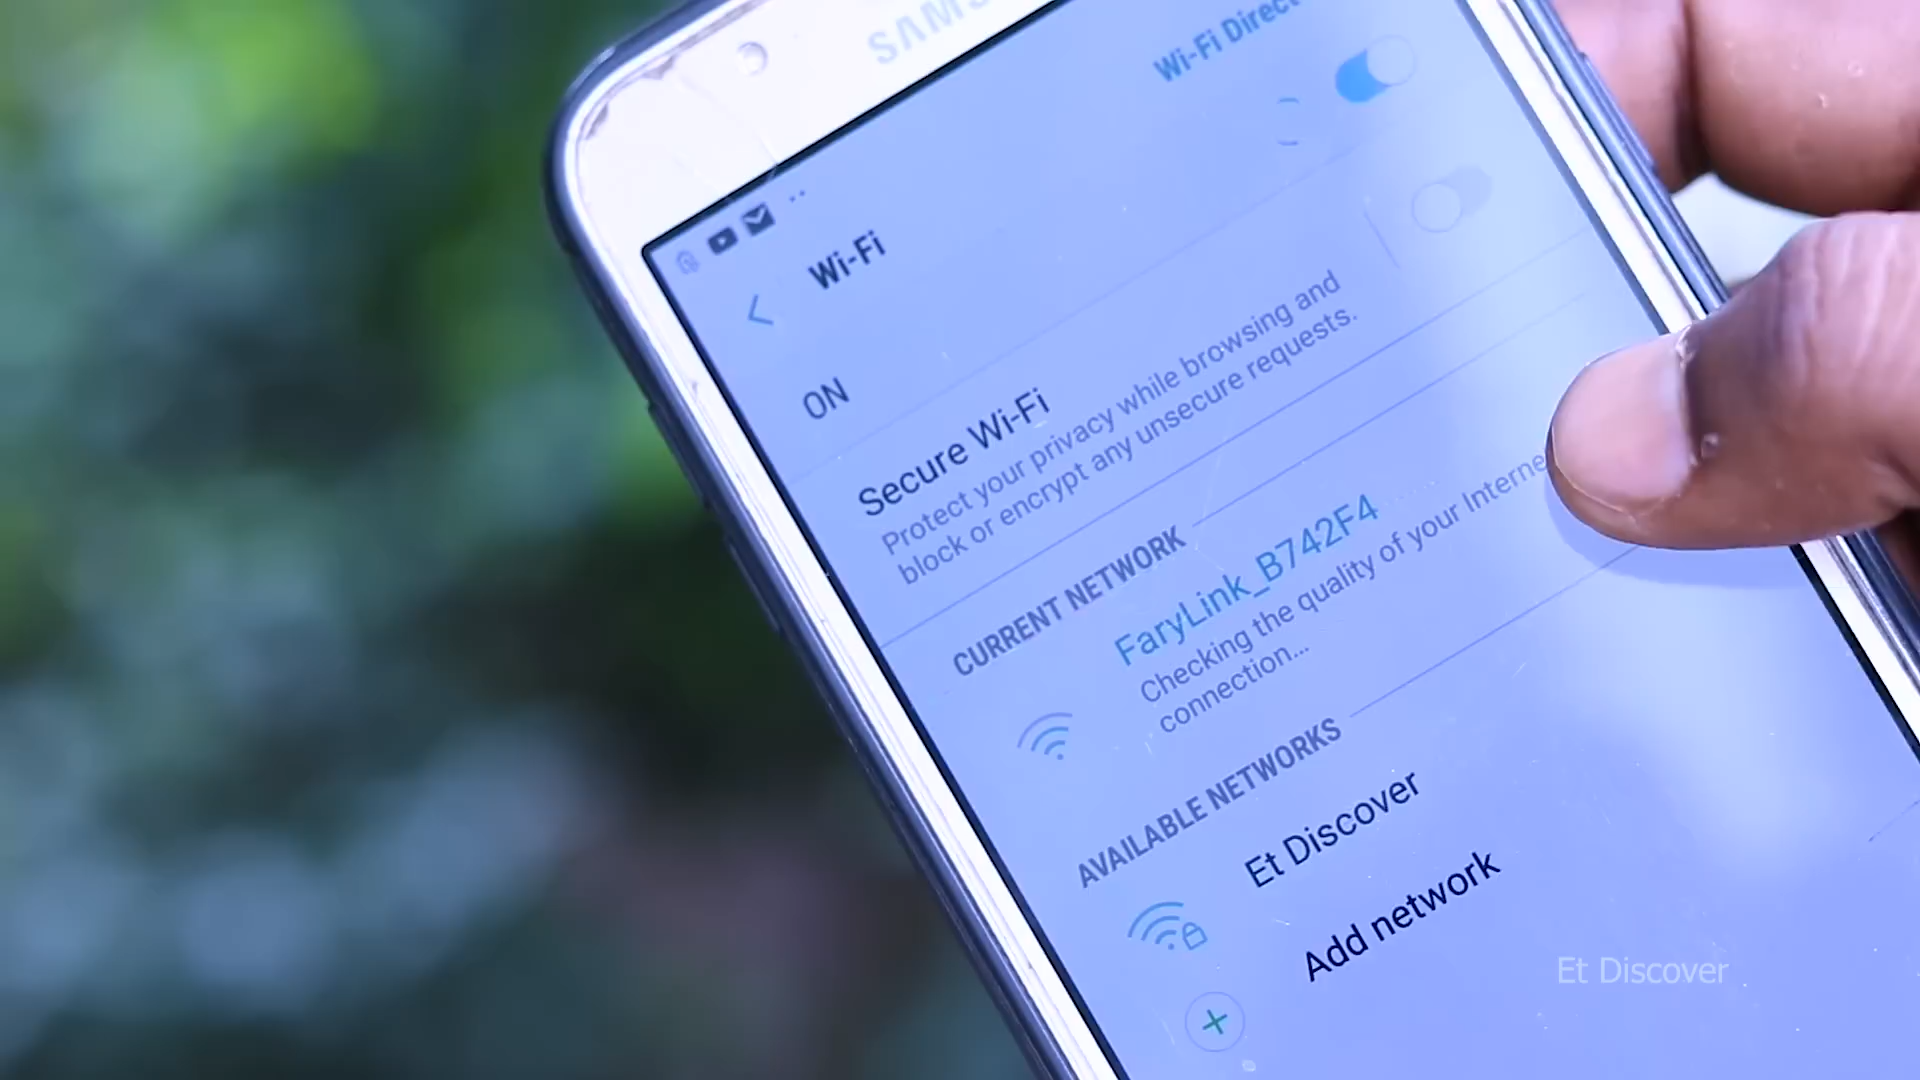 Wi-Fi Direct
Wi-Fi
ON
Secure Wi-Fi
Protect your privacy while browsing and
block or encrypt any unsecure requests.
CURRENT NETWORK
FaryLink_B742F4
Checking the quality of your
connection...
AVAILABLE NETWORKS
Et Discover
Add network
Et Discover